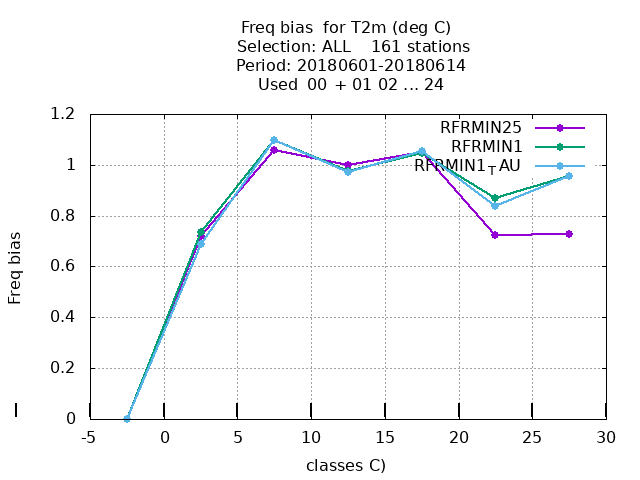 Freq bias for T2m (deg C)
Selection: ALL 161 stations
Period: 20180601-20180614
Used 00 + 01 02 ... 24
1.2
1
0.8
0.6
0.4
0.2
0
Freq bias
RFRMIN25
RFRMIN1
RFRMIN1TAU
-5 0 5 10 15 20 25 30
classes C)